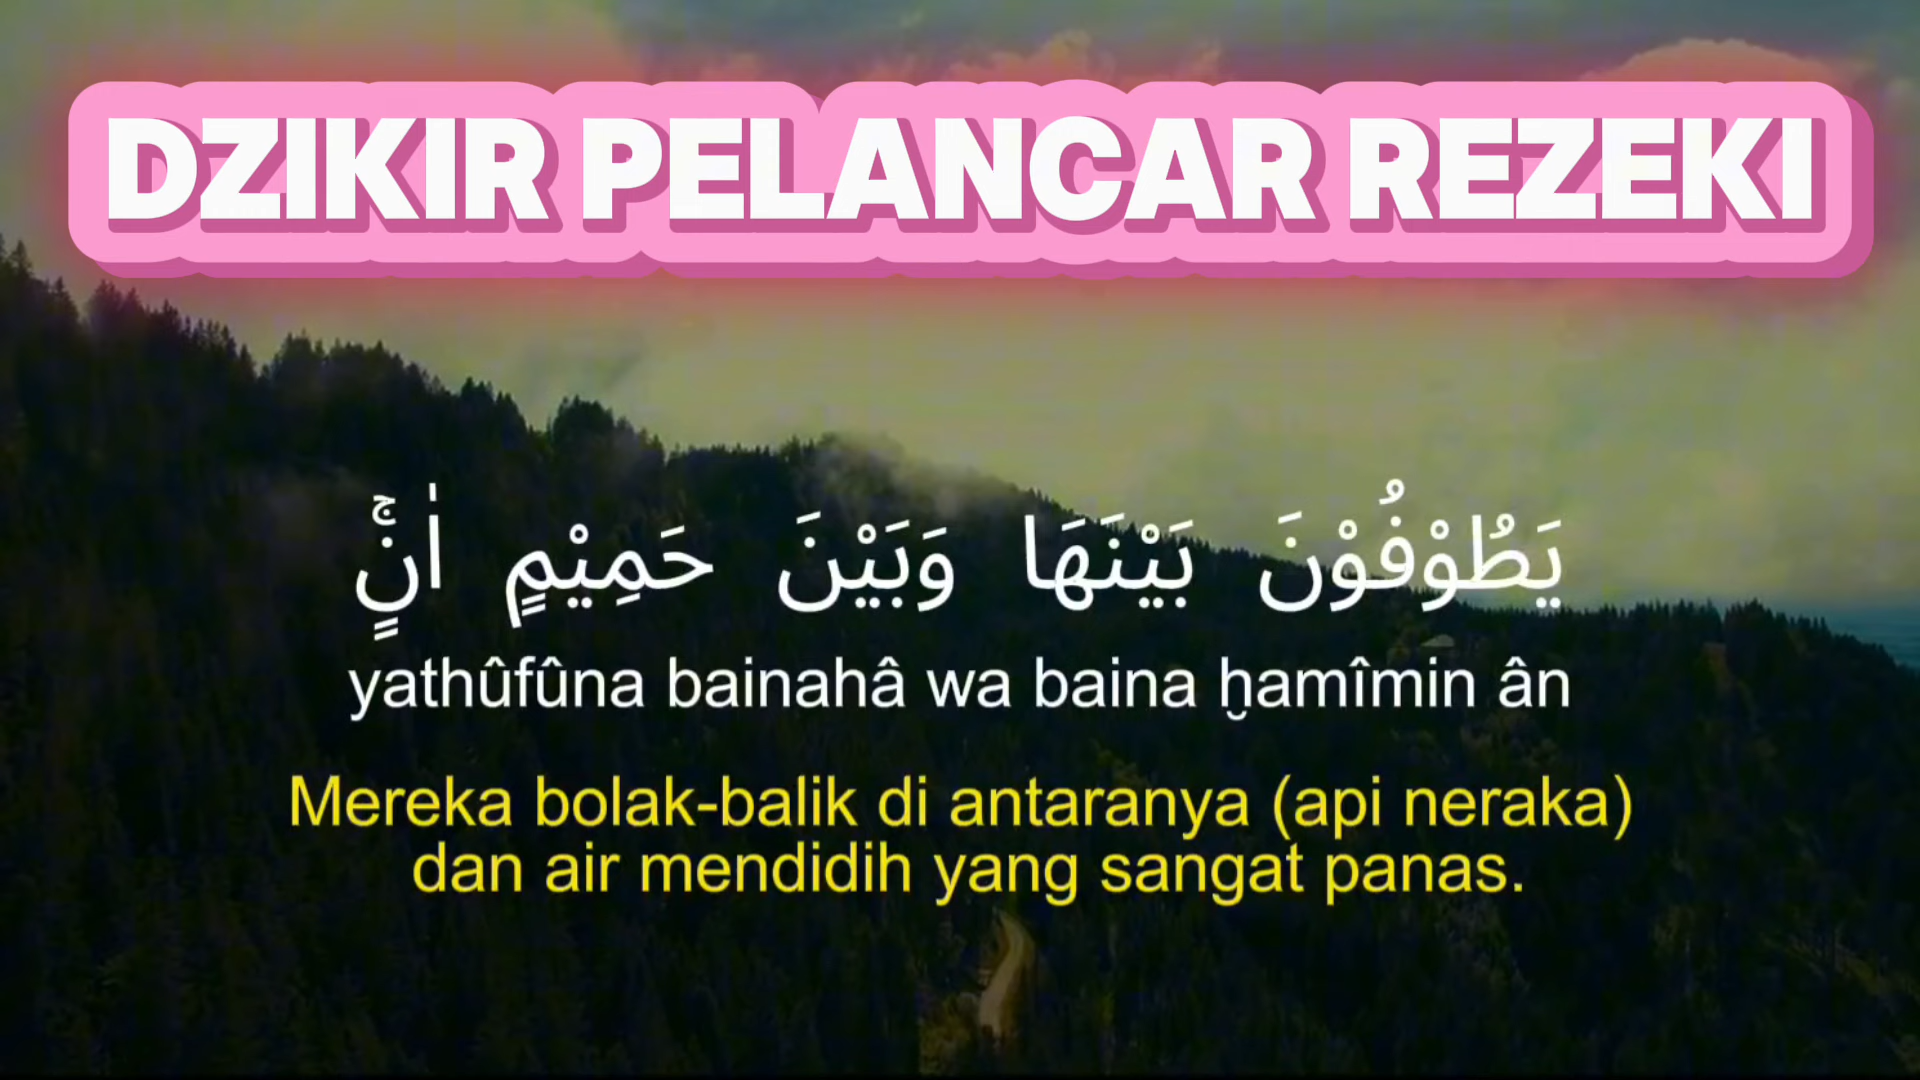 DZIKIR PELANCAR REZEKI
يَطُوْفُوْنَ بَيْنَهَا وَبَيْنَ حَمِيْمٍ اٰنٍۚ
yathûfûna bainahâ wa baina ḫamîmin ân
Mereka bolak-balik di antaranya (api neraka)
dan air mendidih yang sangat panas.